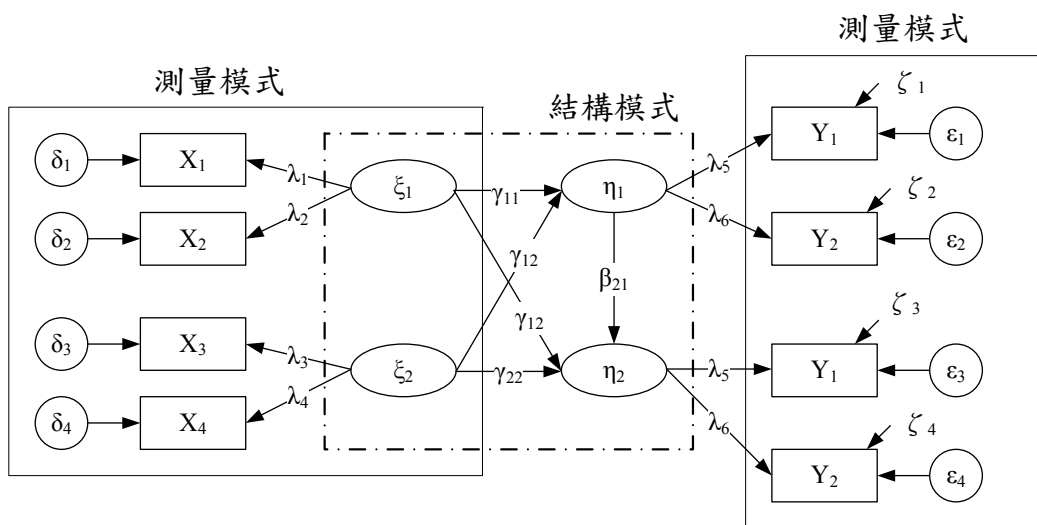 測量模式
測量模式
結構模式
δ₁ X₁ λ₁ ξ₁ γ₁₁ η₁ λ₅ Y₁ ζ₁ ε₁
δ₂ X₂ λ₂ λ₆ Y₂ ζ₂ ε₂
γ₁₂
β₂₁
γ₁₂
δ₃ X₃ λ₃ ξ₂ γ₂₂ η₂ λ₅ Y₁ ζ₃ ε₃
δ₄ X₄ λ₄ λ₆ Y₂ ζ₄ ε₄